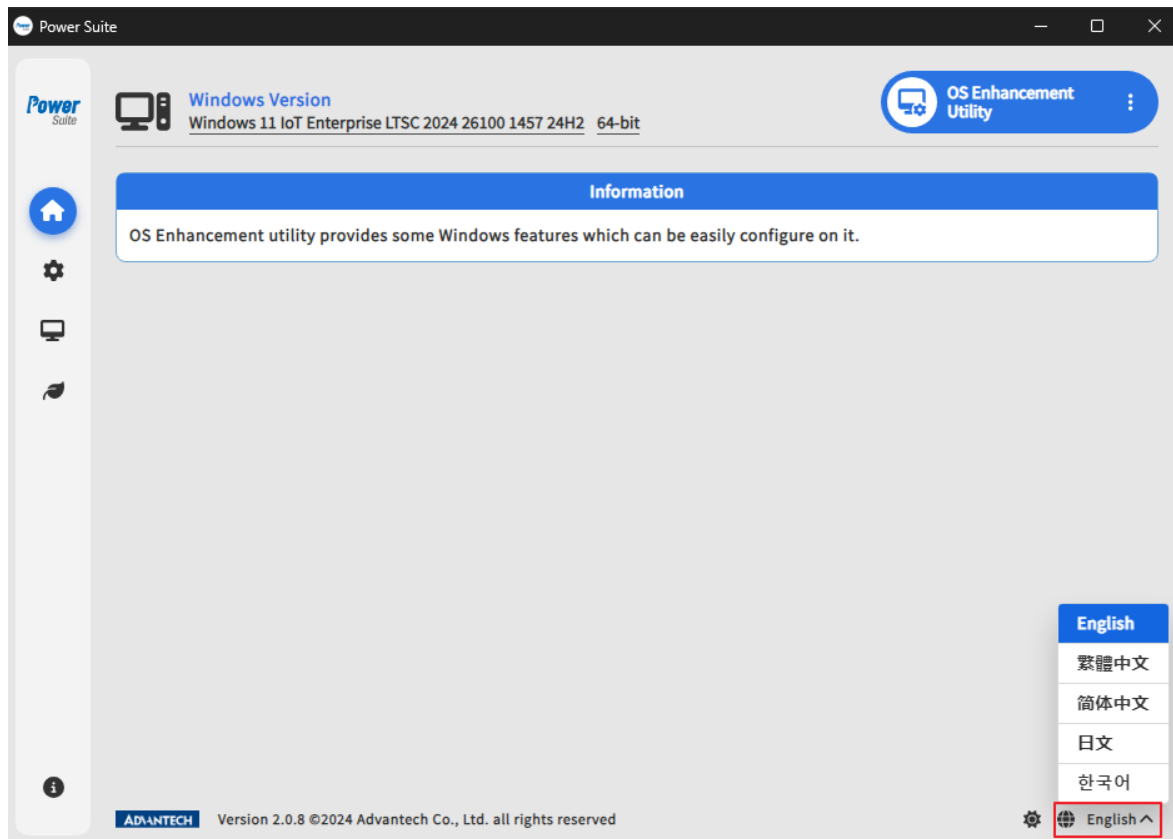 Power Suite
Power
Suite
Windows Version
Windows 11 IoT Enterprise LTSC 2024 26100 1457 24H2 64-bit
OS Enhancement
Utility
Information
OS Enhancement utility provides some Windows features which can be easily configure on it.
English
繁體中文
简体中文
日文
한국어
ADVANTECH Version 2.0.8 ©2024 Advantech Co., Ltd. all rights reserved
English